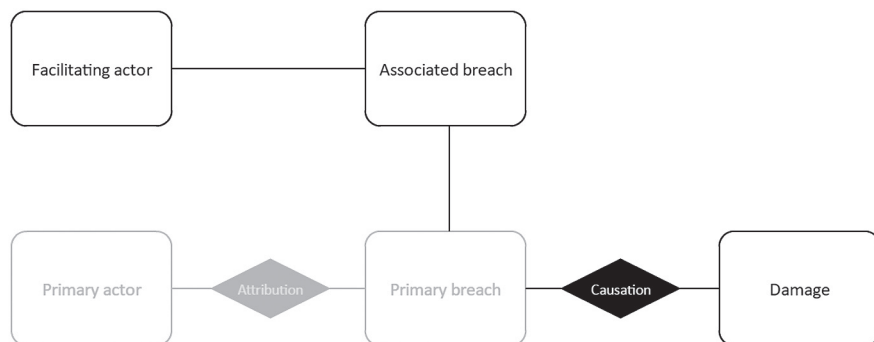 Facilitating actor
Associated breach
Primary actor
Attribution
Primary breach
Causation
Damage